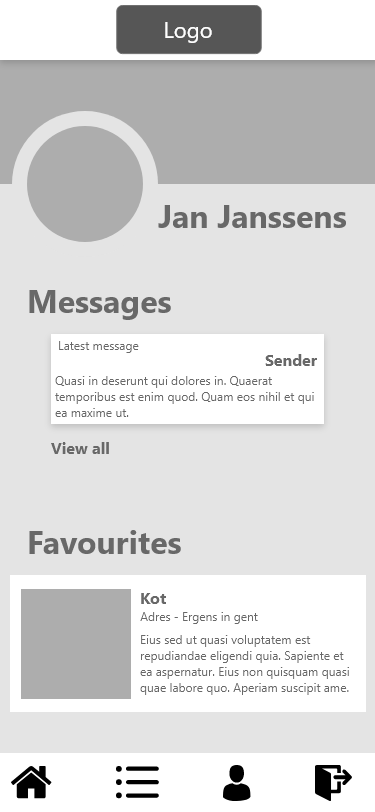 Logo
Jan Janssens
Messages
Latest message
Sender
Quasi in deserunt qui dolores in. Quaerat
temporibus est enim quod. Quam eos nihil et qui
ea maxime ut.
View all
Favourites
Kot
Adres - Ergens in gent
Eius sed ut quasi voluptatem est
repudiandae eligendi quia. Sapiente et
ea aspernatur. Eius non quisquam quasi
quae labore quo. Aperiam suscipit ame.